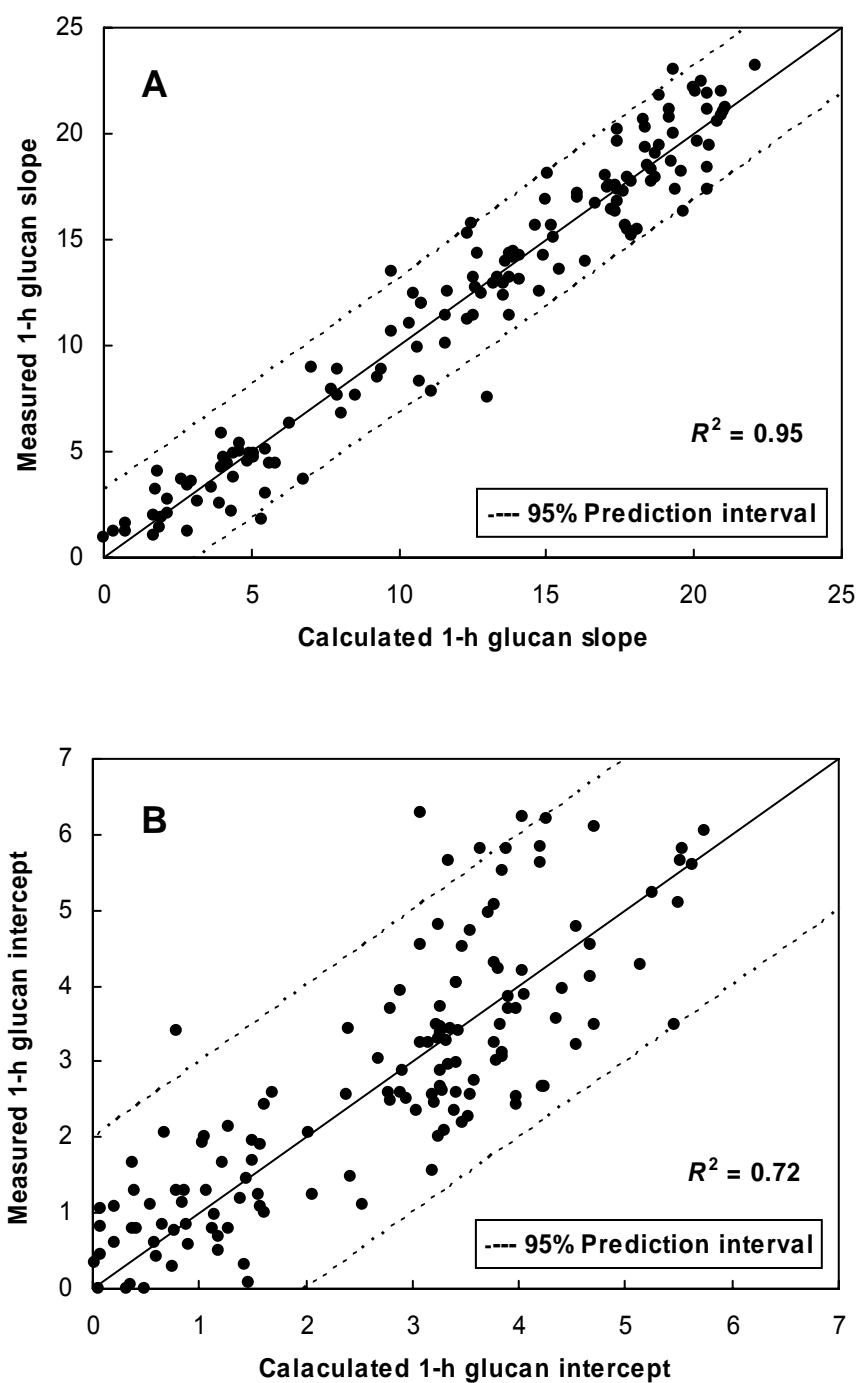 25
A
20
15
10
5
0
Measured 1-h glucan slope
R² = 0.95
---- 95% Prediction interval
0 5 10 15 20 25
Calculated 1-h glucan slope
7
B
6
5
4
3
2
1
0
Measured 1-h glucan intercept
R² = 0.72
---- 95% Prediction interval
0 1 2 3 4 5 6 7
Calaculated 1-h glucan intercept